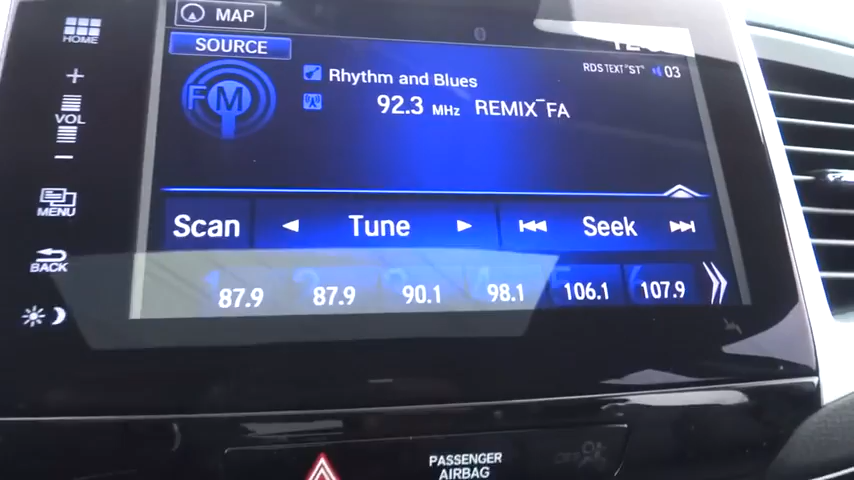 MAP
HOME
SOURCE
RDS TEXT "ST" 03
FM
Rhythm and Blues
92.3 MHz REMIX FA
+
VOL
−
MENU
BACK
Scan Tune Seek
87.9 87.9 90.1 98.1 106.1 107.9
PASSENGER
AIRBAG
OFF